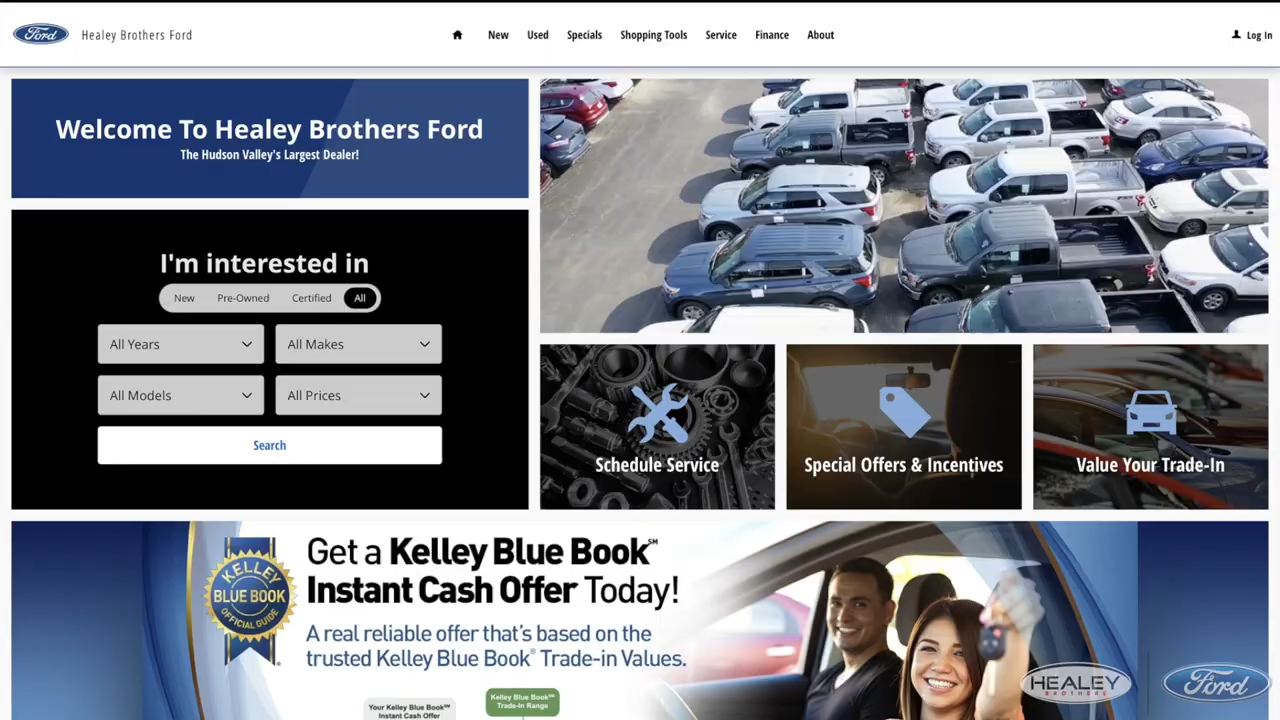 Ford
Healey Brothers Ford
New
Used
Specials
Shopping Tools
Service
Finance
About
Log In
Welcome To Healey Brothers Ford
The Hudson Valley's Largest Dealer!
I'm interested in
New
Pre-Owned
Certified
All
All Years
All Makes
All Models
All Prices
Search
Schedule Service
Special Offers & Incentives
Value Your Trade-In
KELLEY
BLUE BOOK
OFFICIAL GUIDE
Get a Kelley Blue Book℠
Instant Cash Offer Today!
A real reliable offer that's based on the
trusted Kelley Blue Book® Trade-in Values.
Your Kelley Blue Book℠
Instant Cash Offer
Kelley Blue Book℠
Trade-In Range
HEALEY
BROTHERS
Ford